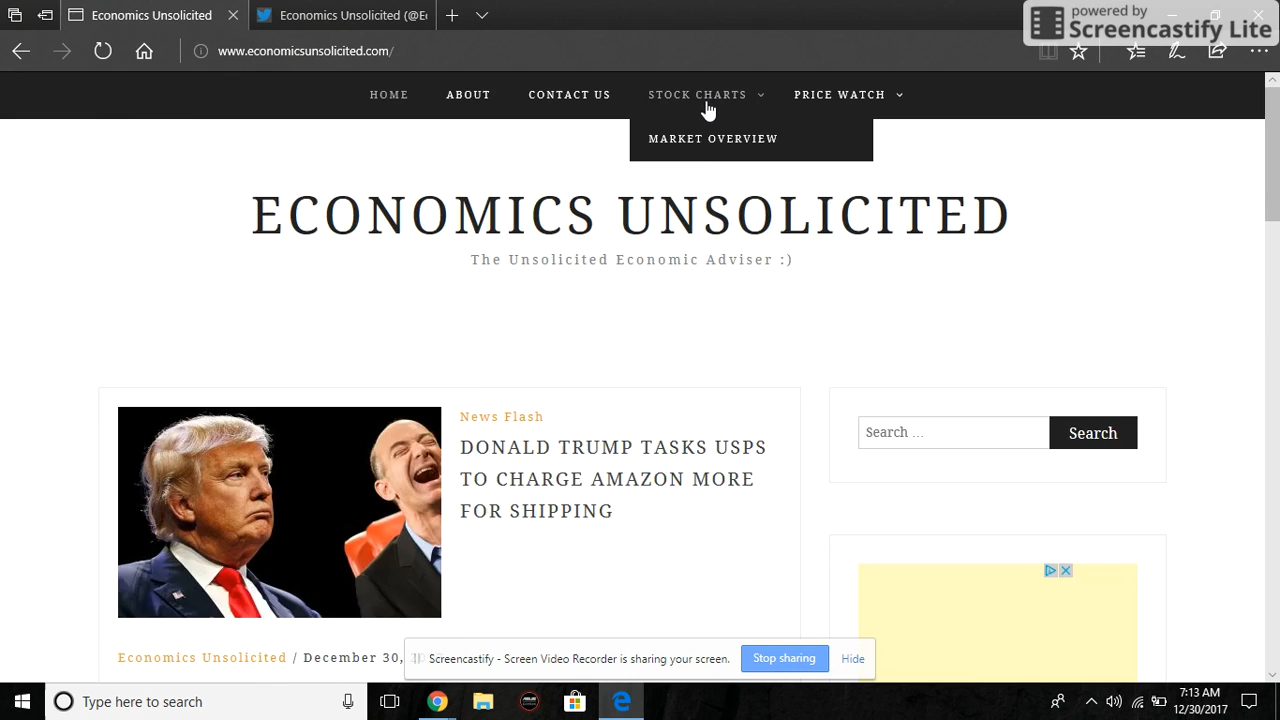 Economics Unsolicited
Economics Unsolicited (@Ec
powered by
Screencastify Lite
www.economicsunsolicited.com/
HOME
ABOUT
CONTACT US
STOCK CHARTS
PRICE WATCH
MARKET OVERVIEW
ECONOMICS UNSOLICITED
The Unsolicited Economic Adviser :)
News Flash
DONALD TRUMP TASKS USPS
TO CHARGE AMAZON MORE
FOR SHIPPING
Search …
Search
Economics Unsolicited / December 30,
Screencastify - Screen Video Recorder is sharing your screen.
Stop sharing
Hide
Type here to search
7:13 AM
12/30/2017